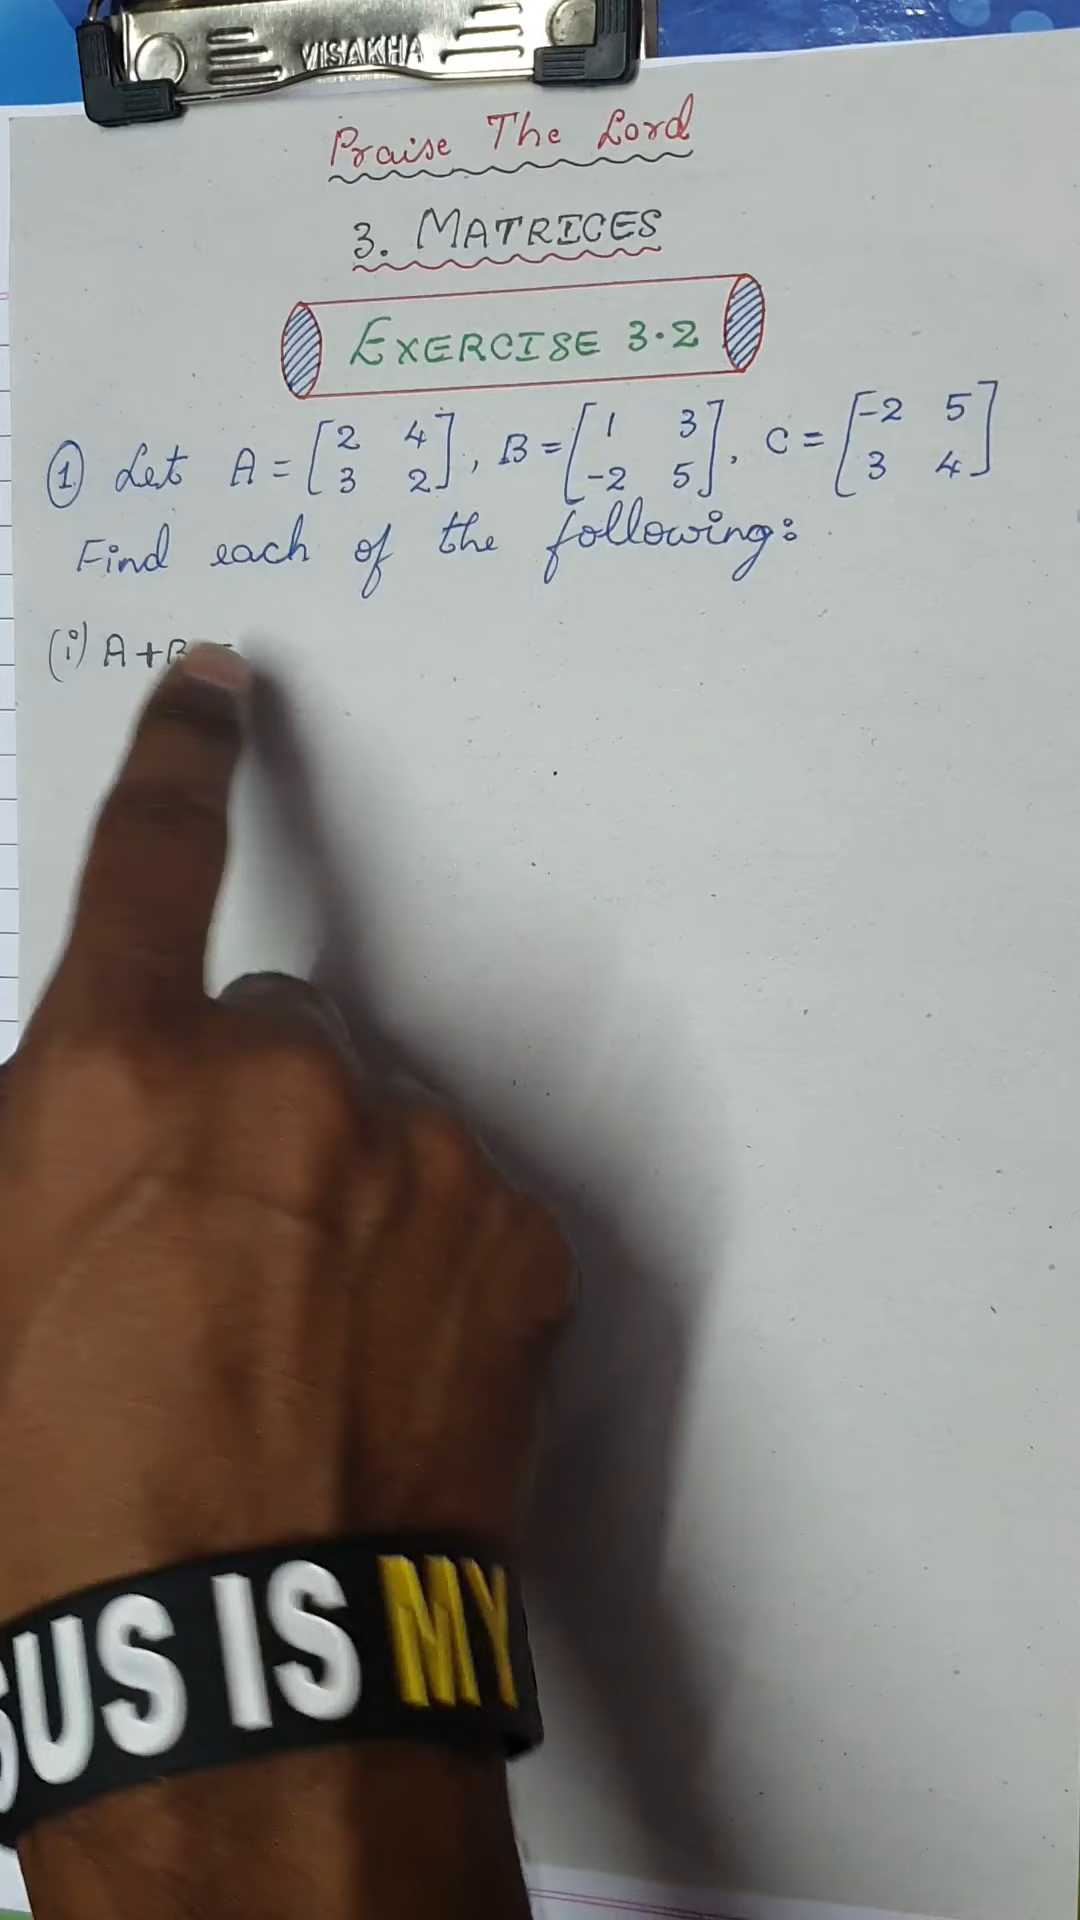 VISAKHA
Praise The Lord
3. MATRICES
EXERCISE 3.2
① Let A = [2 4 3 2], B = [1 3 -2 5], C = [-2 5 3 4]
Find each of the following:
(i) A+B =
US IS MY